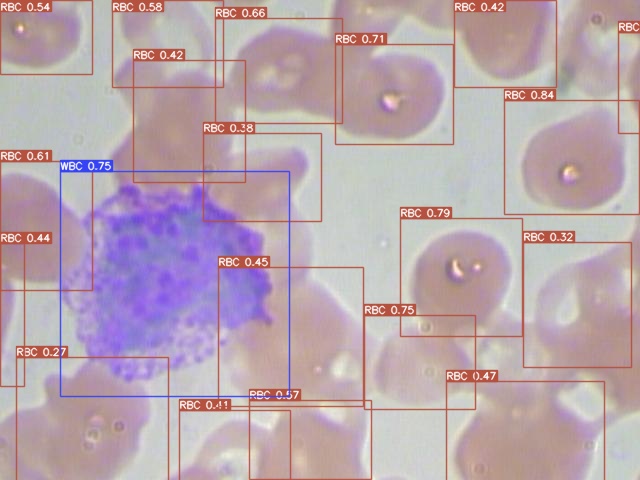 RBC 0.54
RBC 0.58
RBC 0.66
RBC 0.42
RBC
RBC 0.71
RBC 0.42
RBC 0.84
RBC 0.38
RBC 0.61
WBC 0.75
RBC 0.79
RBC 0.44
RBC 0.32
RBC 0.45
RBC 0.75
RBC 0.27
RBC 0.47
RBC 0.57
RBC 0.41